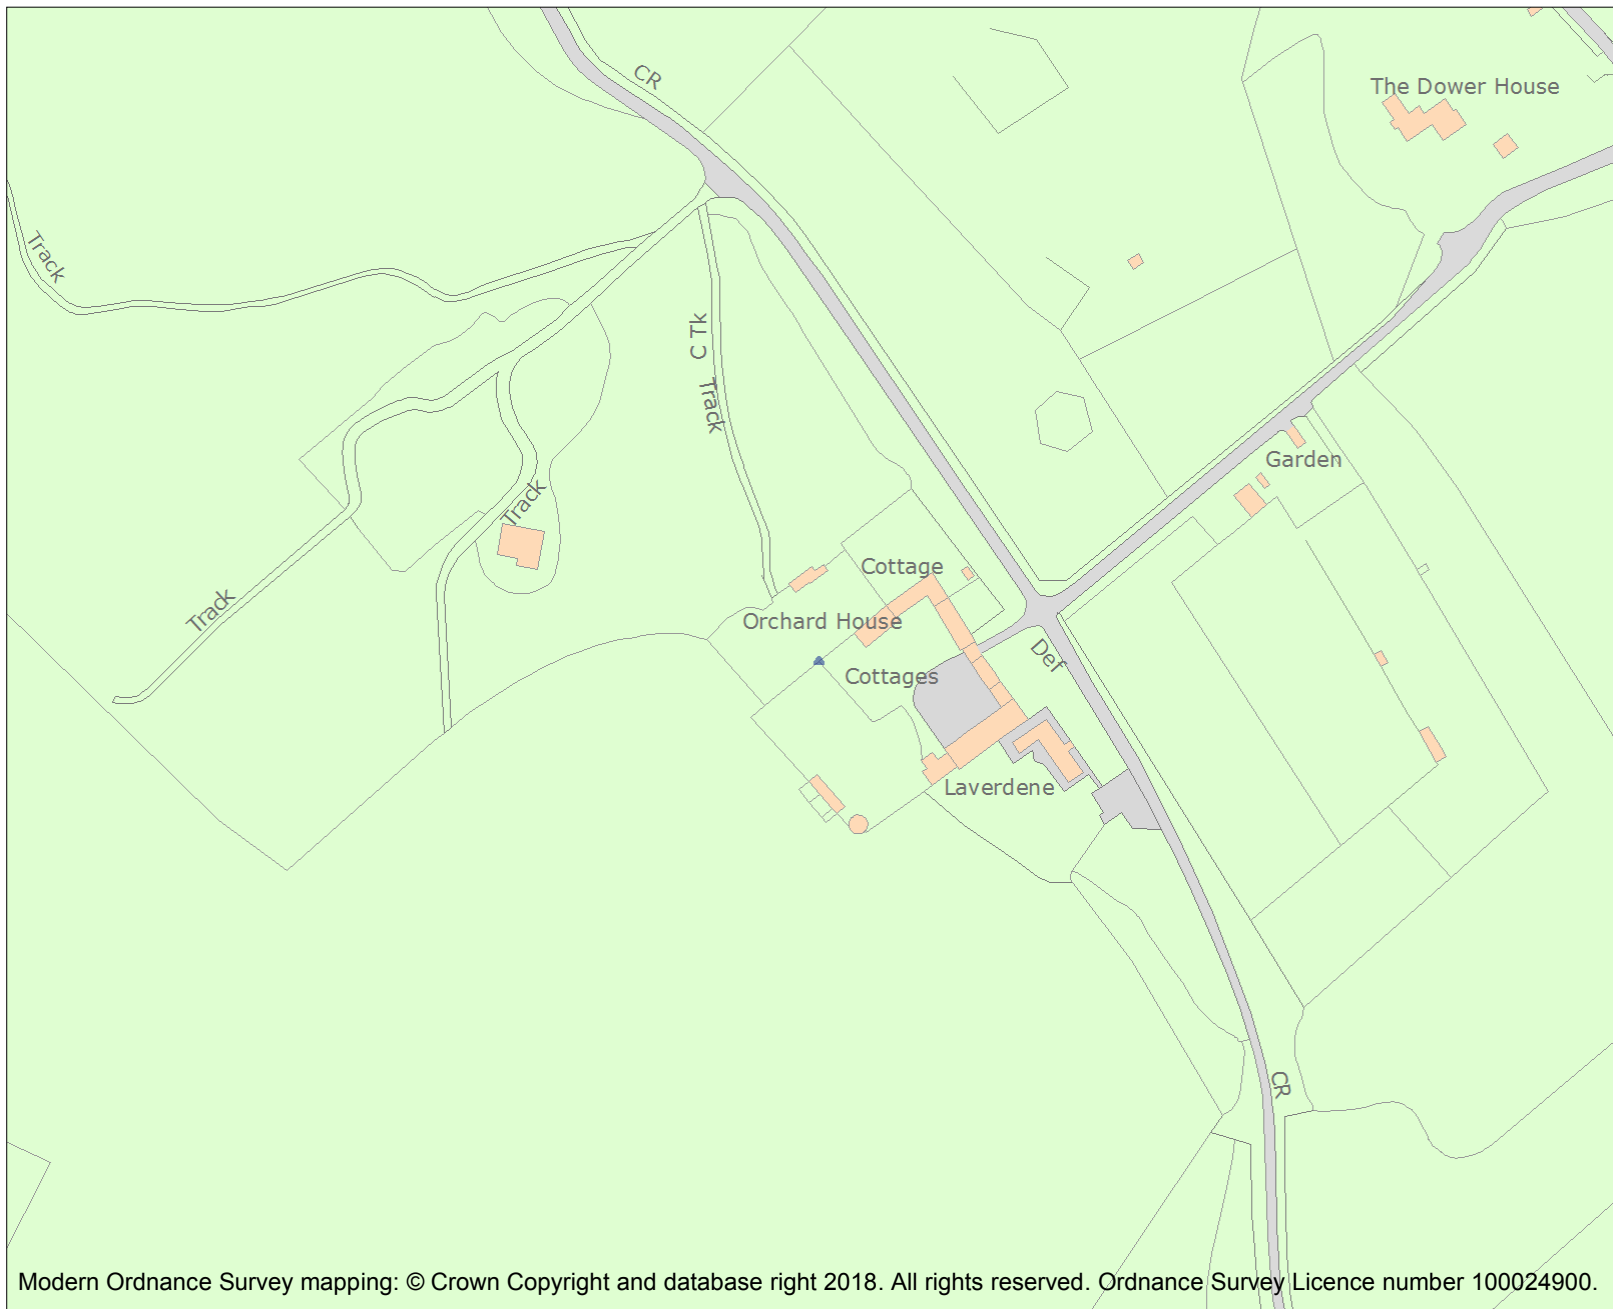 CR
The Dower House
Track
C Tk
Track
Garden
Track
Cottage
Track
Orchard House
Def
Cottages
Laverdene
CR
Modern Ordnance Survey mapping: © Crown Copyright and database right 2018. All rights reserved. Ordnance Survey Licence number 100024900.